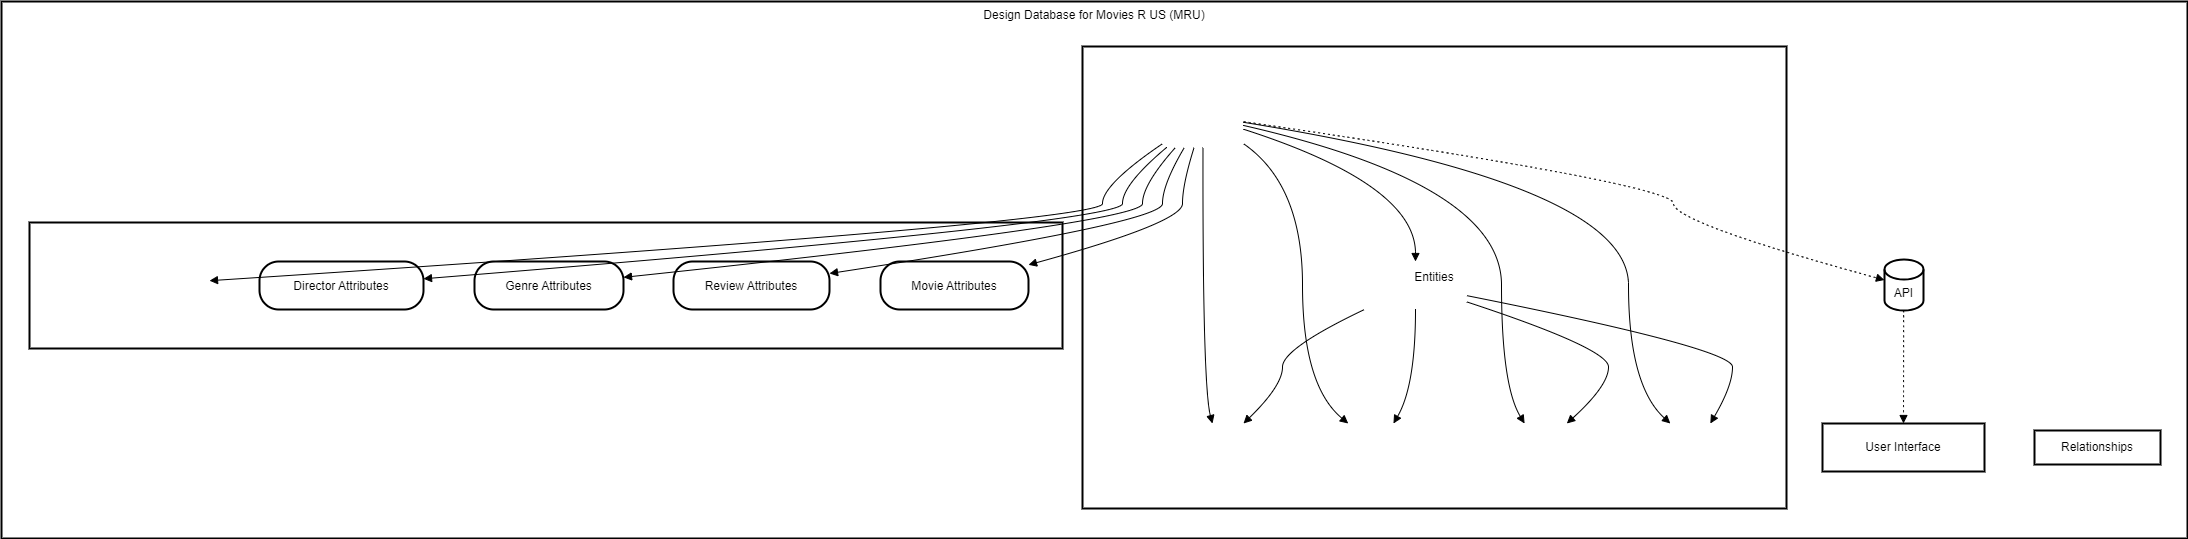 Design Database for Movies R US (MRU)
Entities
Director Attributes
Genre Attributes
Review Attributes
Movie Attributes
API
User Interface
Relationships